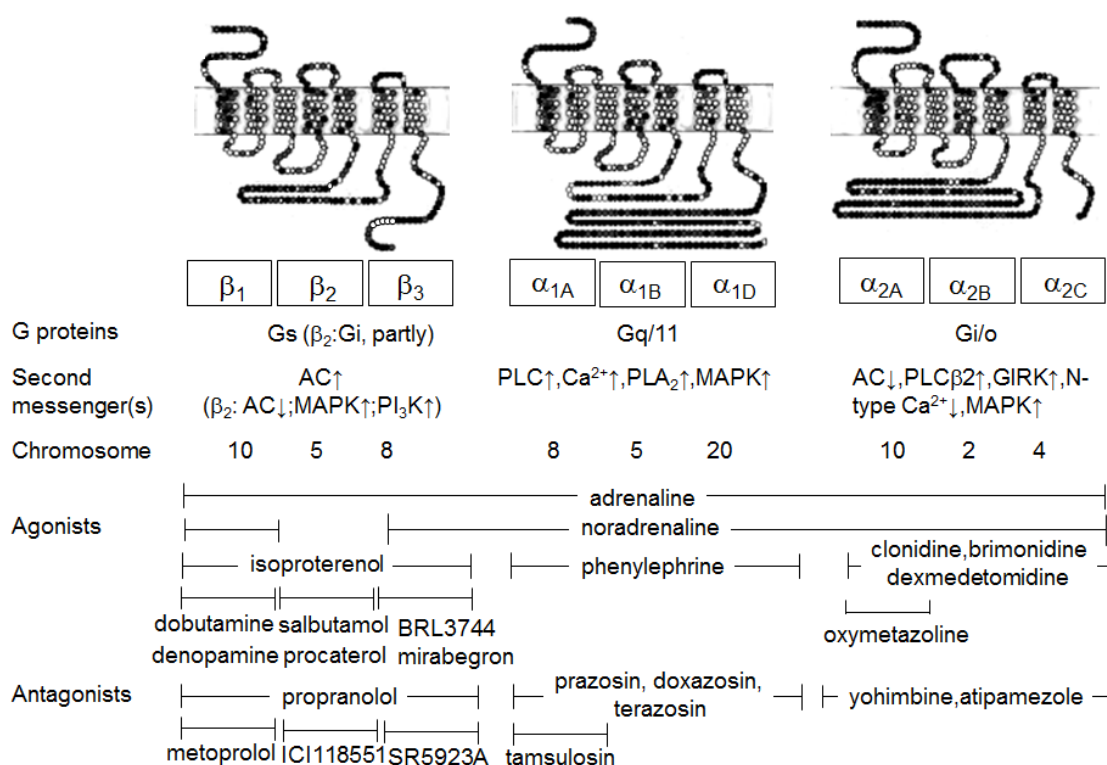 β1 β2 β3 α1A α1B α1D α2A α2B α2C
G proteins Gs (β2:Gi, partly) Gq/11 Gi/o
Second messenger(s) AC↑ (β2: AC↓;MAPK↑;PI3K↑) PLC↑,Ca2+↑,PLA2↑,MAPK↑ AC↓,PLCβ2↑,GIRK↑,N-type Ca2+↓,MAPK↑
Chromosome 10 5 8 8 5 20 10 2 4
adrenaline
Agonists noradrenaline
isoproterenol phenylephrine clonidine,brimonidine
dexmedetomidine
dobutamine salbutamol BRL3744
denopamine procaterol mirabegron
oxymetazoline
Antagonists propranolol prazosin, doxazosin,
terazosin yohimbine,atipamezole
metoprolol ICI118551 SR5923A tamsulosin